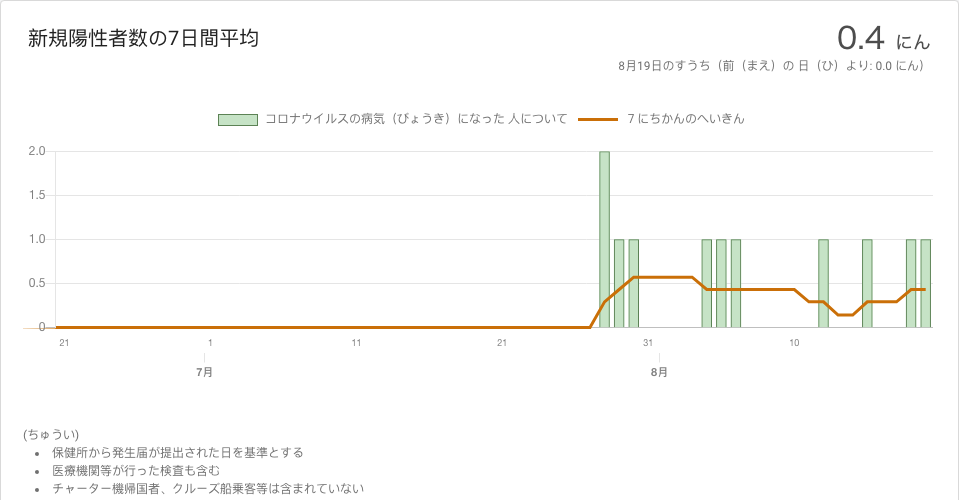 新規陽性者数の7日間平均
0.4 にん
8月19日のすうち（前（まえ）の 日（ひ）より: 0.0 にん）
コロナウイルスの病気（びょうき）になった 人について 7 にちかんのへいきん
2.0
1.5
1.0
0.5
0
21 1 11 21 31 10
7月 8月
(ちゅうい)
• 保健所から発生届が提出された日を基準とする
• 医療機関等が行った検査も含む
• チャーター機帰国者、クルーズ船乗客等は含まれていない